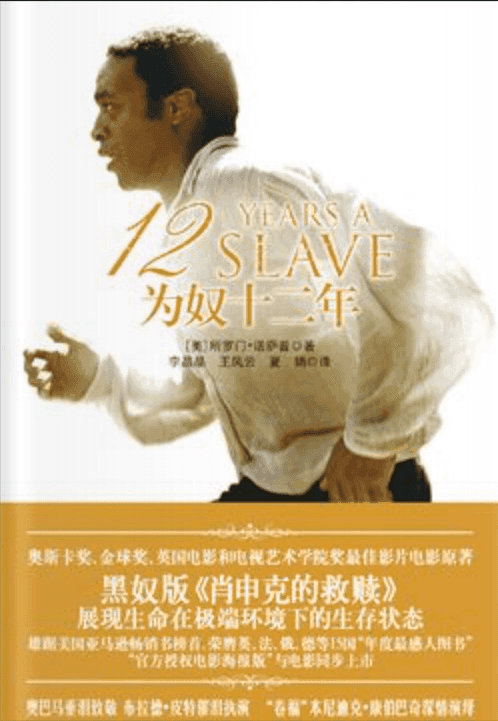 12 YEARS A
SLAVE
为奴十二年
[美]所罗门•诺萨普◎著
李晶晶 王凤云 夏 娟◎译
奥斯卡奖、金球奖、英国电影和电视艺术学院奖最佳影片电影原著
黑奴版《肖申克的救赎》
展现生命在极端环境下的生存状态
雄踞美国亚马逊畅销书榜首,荣膺英、法、俄、德等15国“年度最感人图书”
“官方授权电影海报版”与电影同步上市
奥巴马垂泪致敬 布拉德•皮特催泪执演 “卷福”本尼迪克•康伯巴奇深情演绎